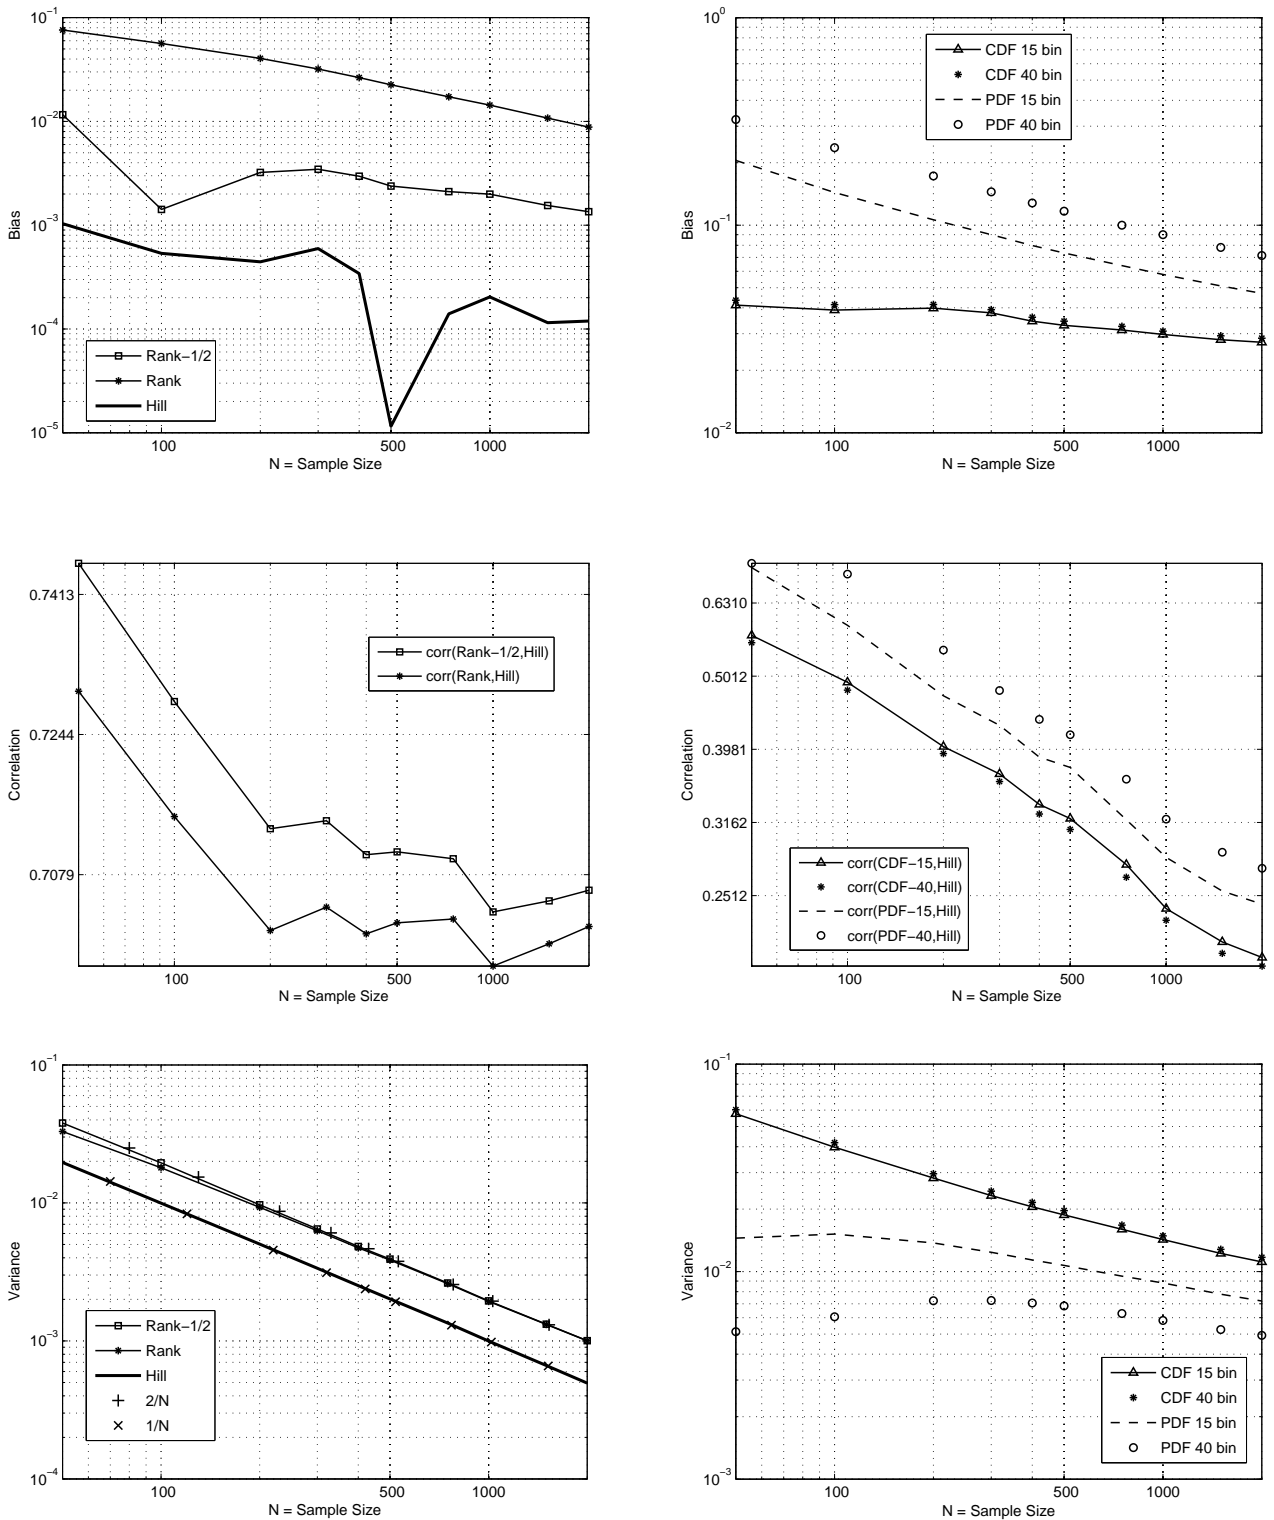 10^-1
10^-2
10^-3
10^-4
10^-5
Bias
100
500
1000
N = Sample Size
Rank−1/2
Rank
Hill
10^0
10^-1
10^-2
Bias
100
500
1000
N = Sample Size
CDF 15 bin
CDF 40 bin
PDF 15 bin
PDF 40 bin
0.7413
0.7244
0.7079
Correlation
100
500
1000
N = Sample Size
corr(Rank−1/2,Hill)
corr(Rank,Hill)
0.6310
0.5012
0.3981
0.3162
0.2512
Correlation
100
500
1000
N = Sample Size
corr(CDF−15,Hill)
corr(CDF−40,Hill)
corr(PDF−15,Hill)
corr(PDF−40,Hill)
10^-1
10^-2
10^-3
10^-4
Variance
100
500
1000
N = Sample Size
Rank−1/2
Rank
Hill
2/N
1/N
10^-1
10^-2
10^-3
Variance
100
500
1000
N = Sample Size
CDF 15 bin
CDF 40 bin
PDF 15 bin
PDF 40 bin